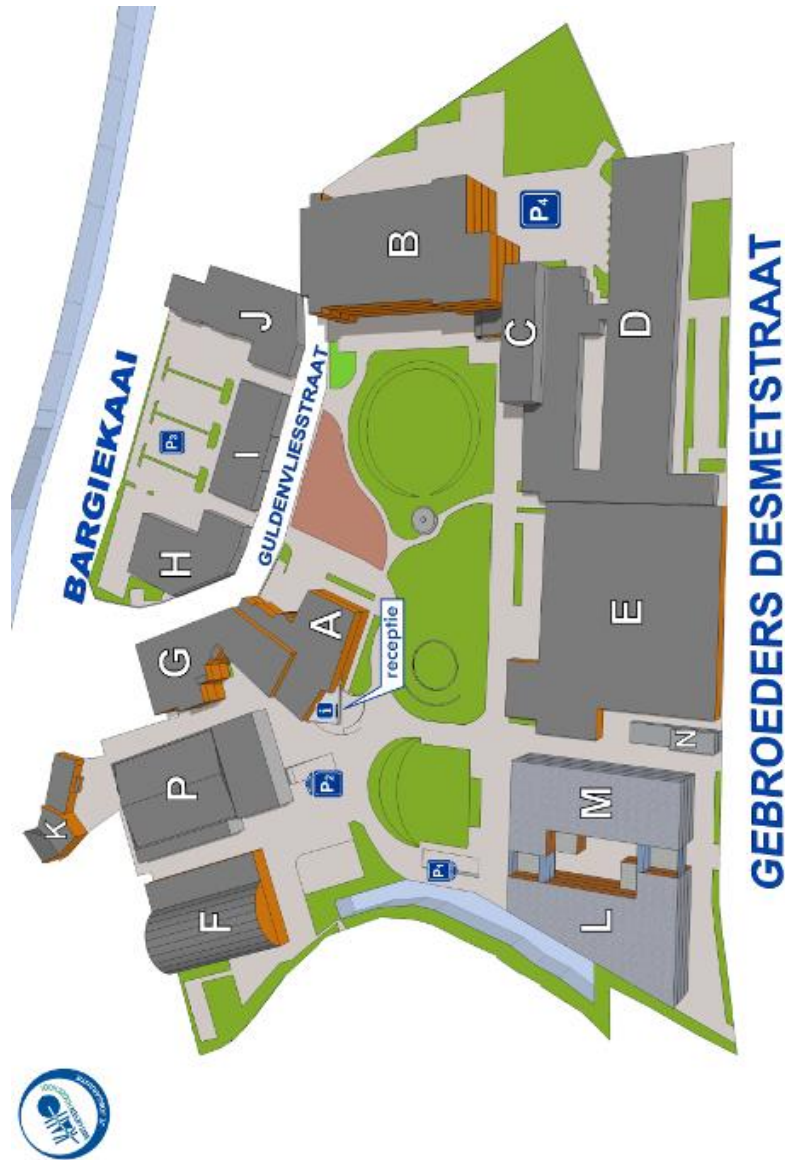 BARGIEKAAI
GULDENVLIESSTRAAT
GEBROEDERS DESMETSTRAAT
receptie
i
K
G
H
I
J
P3
P
A
B
P4
F
P2
P1
C
D
E
N
M
L